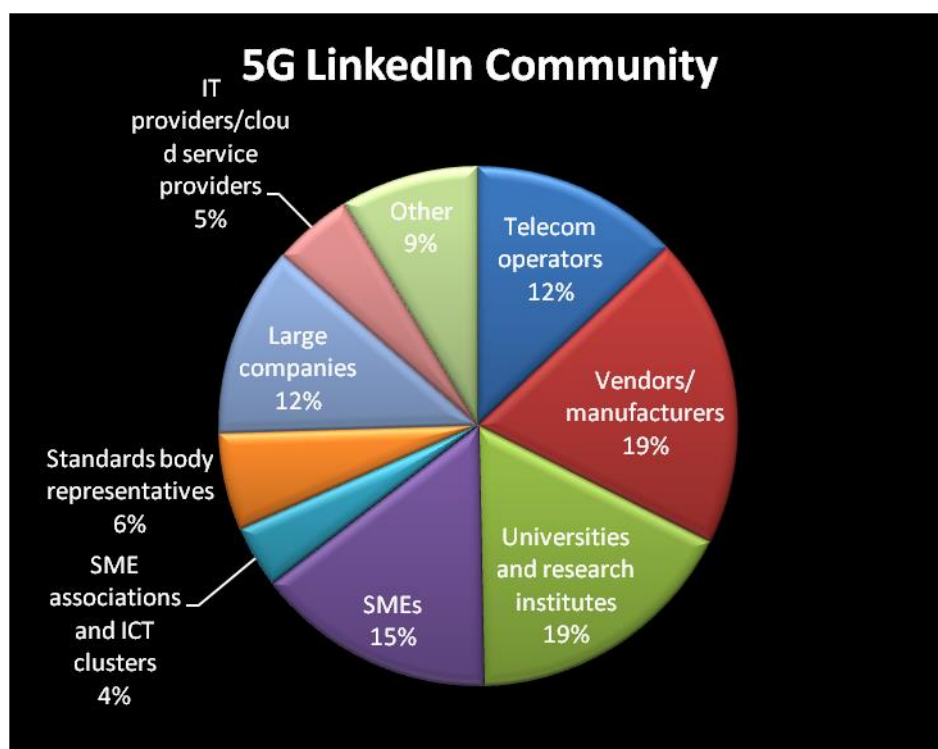 5G LinkedIn Community
IT
providers/clou
d service
providers
5%
Other
9%
Telecom
operators
12%
Vendors/
manufacturers
19%
Universities
and research
institutes
19%
SMEs
15%
SME
associations
and ICT
clusters
4%
Standards body
representatives
6%
Large
companies
12%